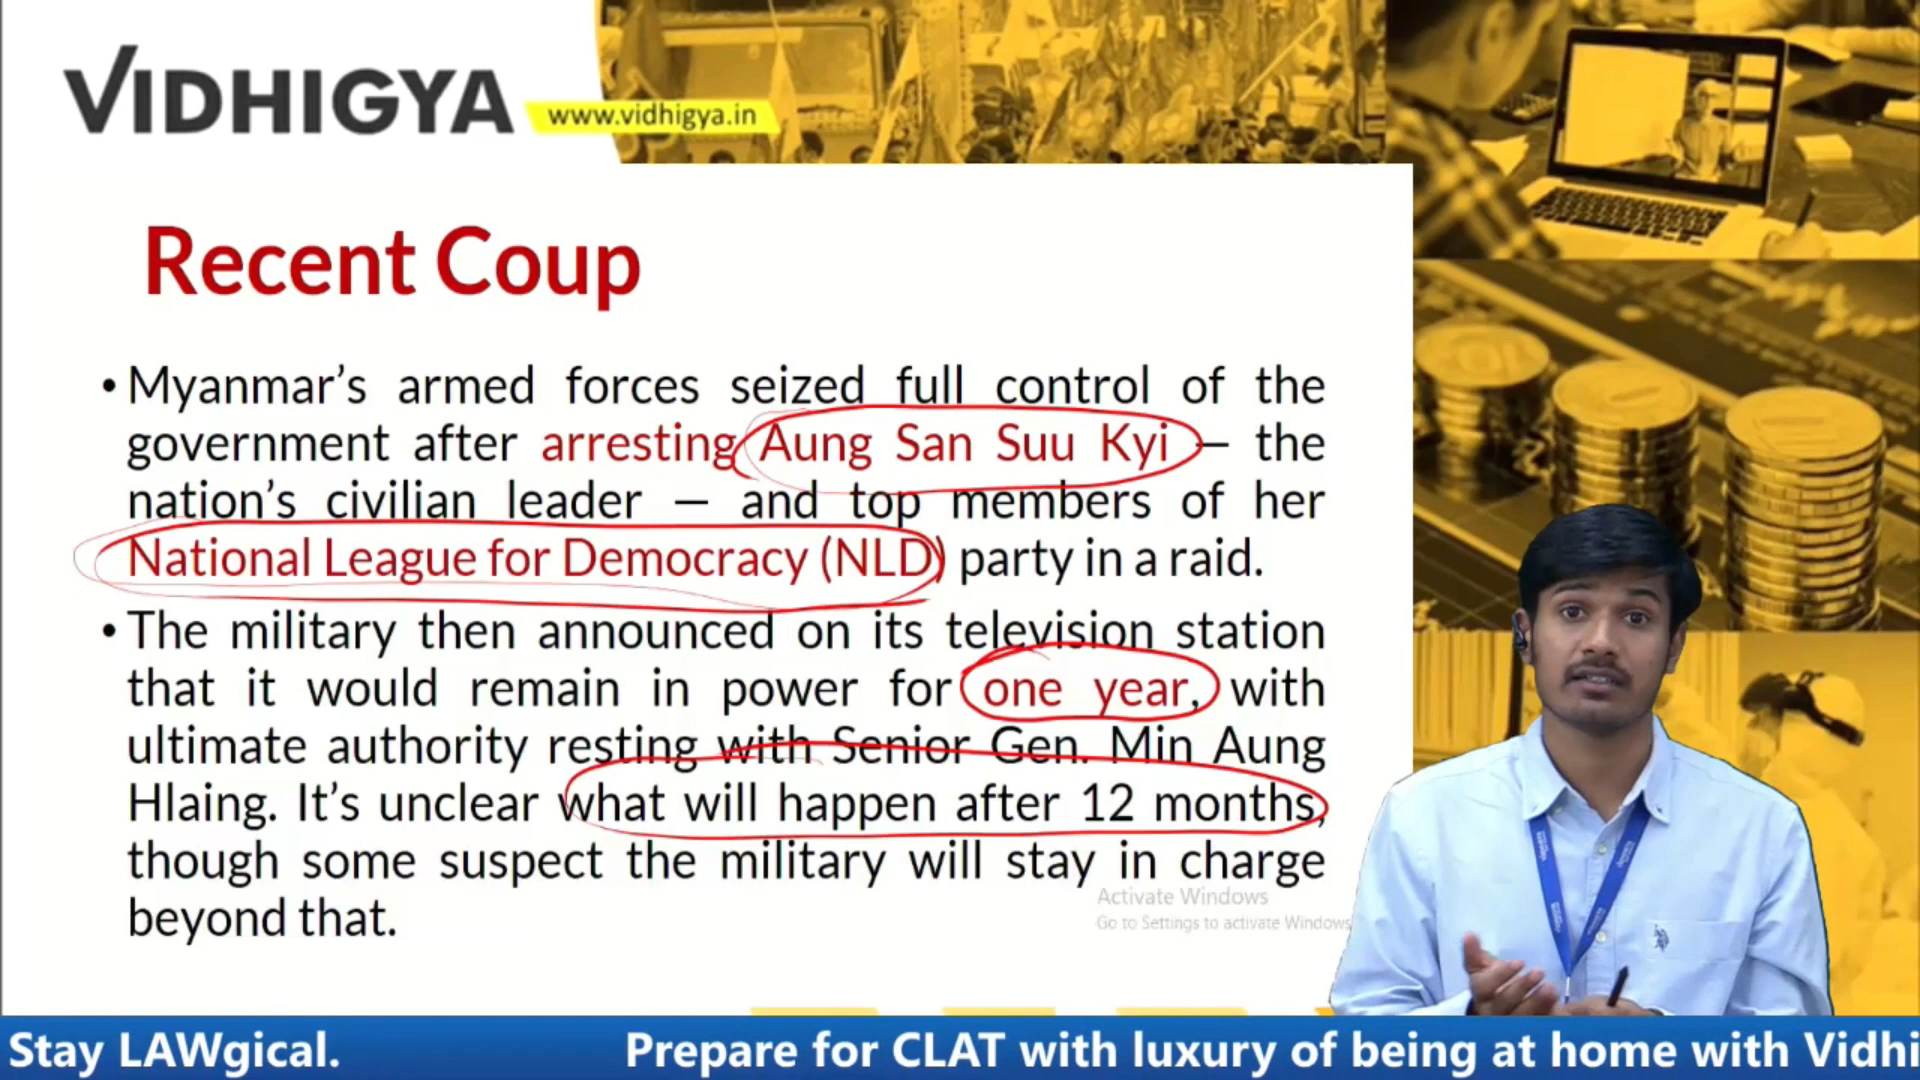 VIDHIGYA
www.vidhigya.in
Recent Coup
• Myanmar's armed forces seized full control of the
government after arresting Aung San Suu Kyi – the
nation's civilian leader – and top members of her
National League for Democracy (NLD) party in a raid.
• The military then announced on its television station
that it would remain in power for one year, with
ultimate authority resting with Senior Gen. Min Aung
Hlaing. It's unclear what will happen after 12 months,
though some suspect the military will stay in charge
beyond that.
Activate Windows
Go to Settings to activate Windows
Stay LAWgical. Prepare for CLAT with luxury of being at home with Vidhi